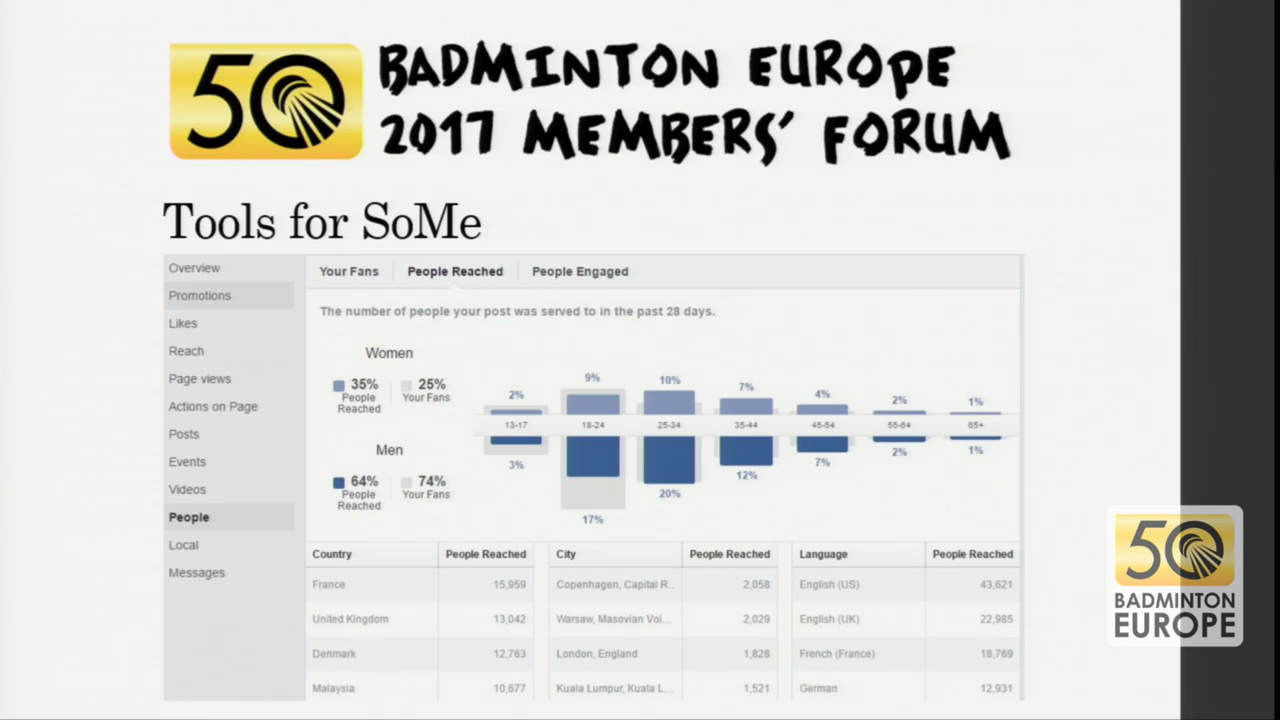 50
BADMINTON EUROPE
2017 MEMBERS' FORUM
Tools for SoMe
Overview
Promotions
Likes
Reach
Page views
Actions on Page
Posts
Events
Videos
People
Local
Messages
Your Fans People Reached People Engaged
The number of people your post was served to in the past 28 days.
Women
35% People Reached
25% Your Fans
Men
64% People Reached
74% Your Fans
2% 9% 10% 7% 4% 2% 1%
13-17 18-24 25-34 35-44 45-54 55-64 65+
3% 17% 20% 12% 7% 2% 1%
Country People Reached City People Reached Language People Reached
France 15,959 Copenhagen, Capital R... 2,058 English (US) 43,621
United Kingdom 13,042 Warsaw, Masovian Voi... 2,029 English (UK) 22,985
Denmark 12,763 London, England 1,828 French (France) 18,769
Malaysia 10,677 Kuala Lumpur, Kuala L... 1,521 German 12,931
50
BADMINTON
EUROPE